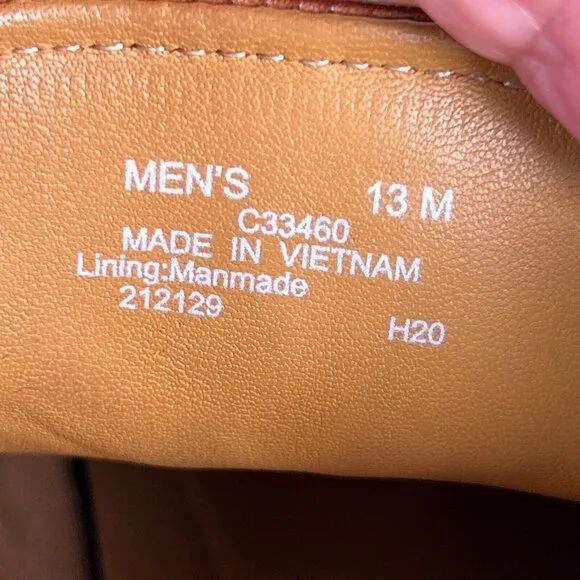 MEN'S 13 M
C33460
MADE IN VIETNAM
Lining:Manmade
212129
H20